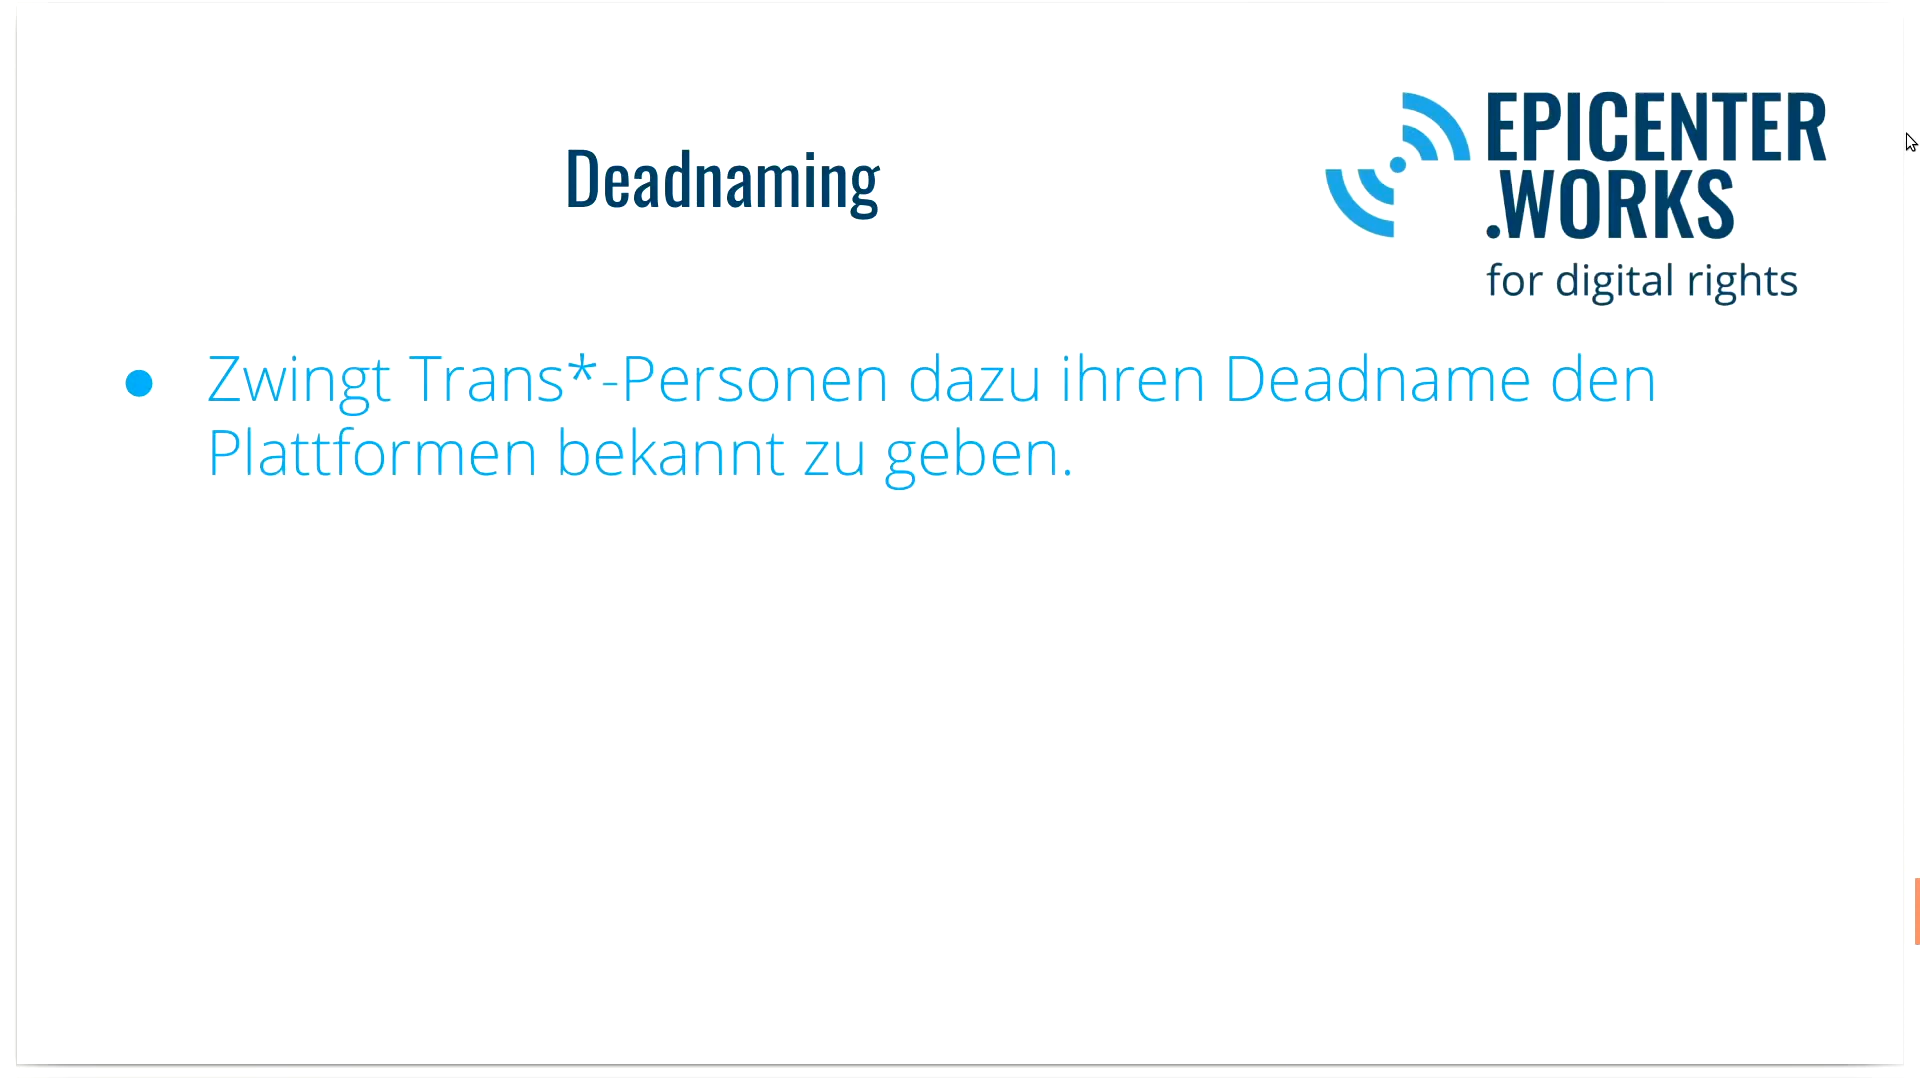 Deadnaming
EPICENTER
.WORKS
for digital rights
Zwingt Trans*-Personen dazu ihren Deadname den
Plattformen bekannt zu geben.